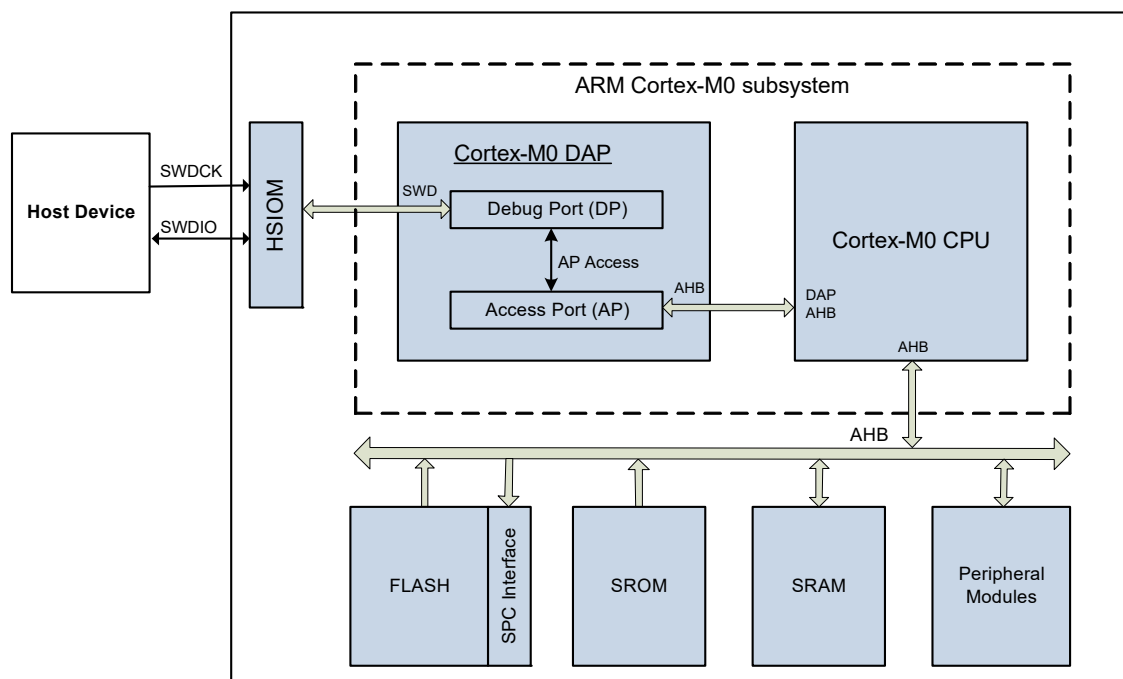 ARM Cortex-M0 subsystem
Host Device
SWDCK
SWDIO
HSIOM
SWD
Cortex-M0 DAP
Debug Port (DP)
AP Access
Access Port (AP)
AHB
DAP
AHB
Cortex-M0 CPU
AHB
AHB
FLASH
SPC Interface
SROM
SRAM
Peripheral
Modules